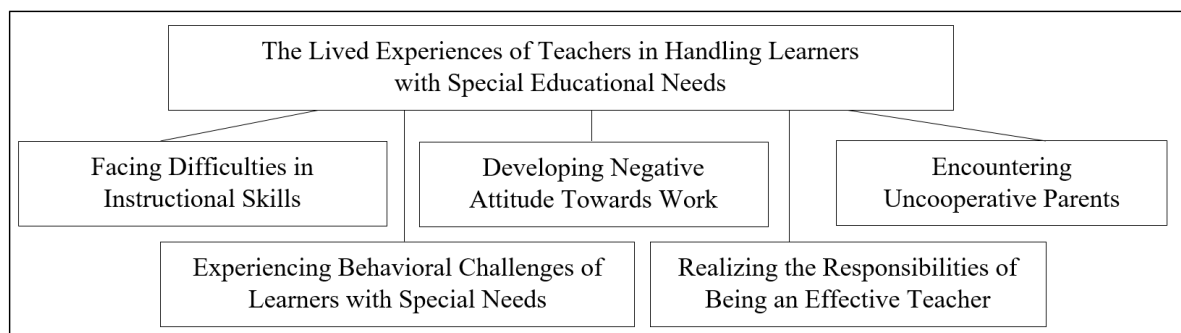 The Lived Experiences of Teachers in Handling Learners
with Special Educational Needs
Facing Difficulties in
Instructional Skills
Developing Negative
Attitude Towards Work
Encountering
Uncooperative Parents
Experiencing Behavioral Challenges of
Learners with Special Needs
Realizing the Responsibilities of
Being an Effective Teacher